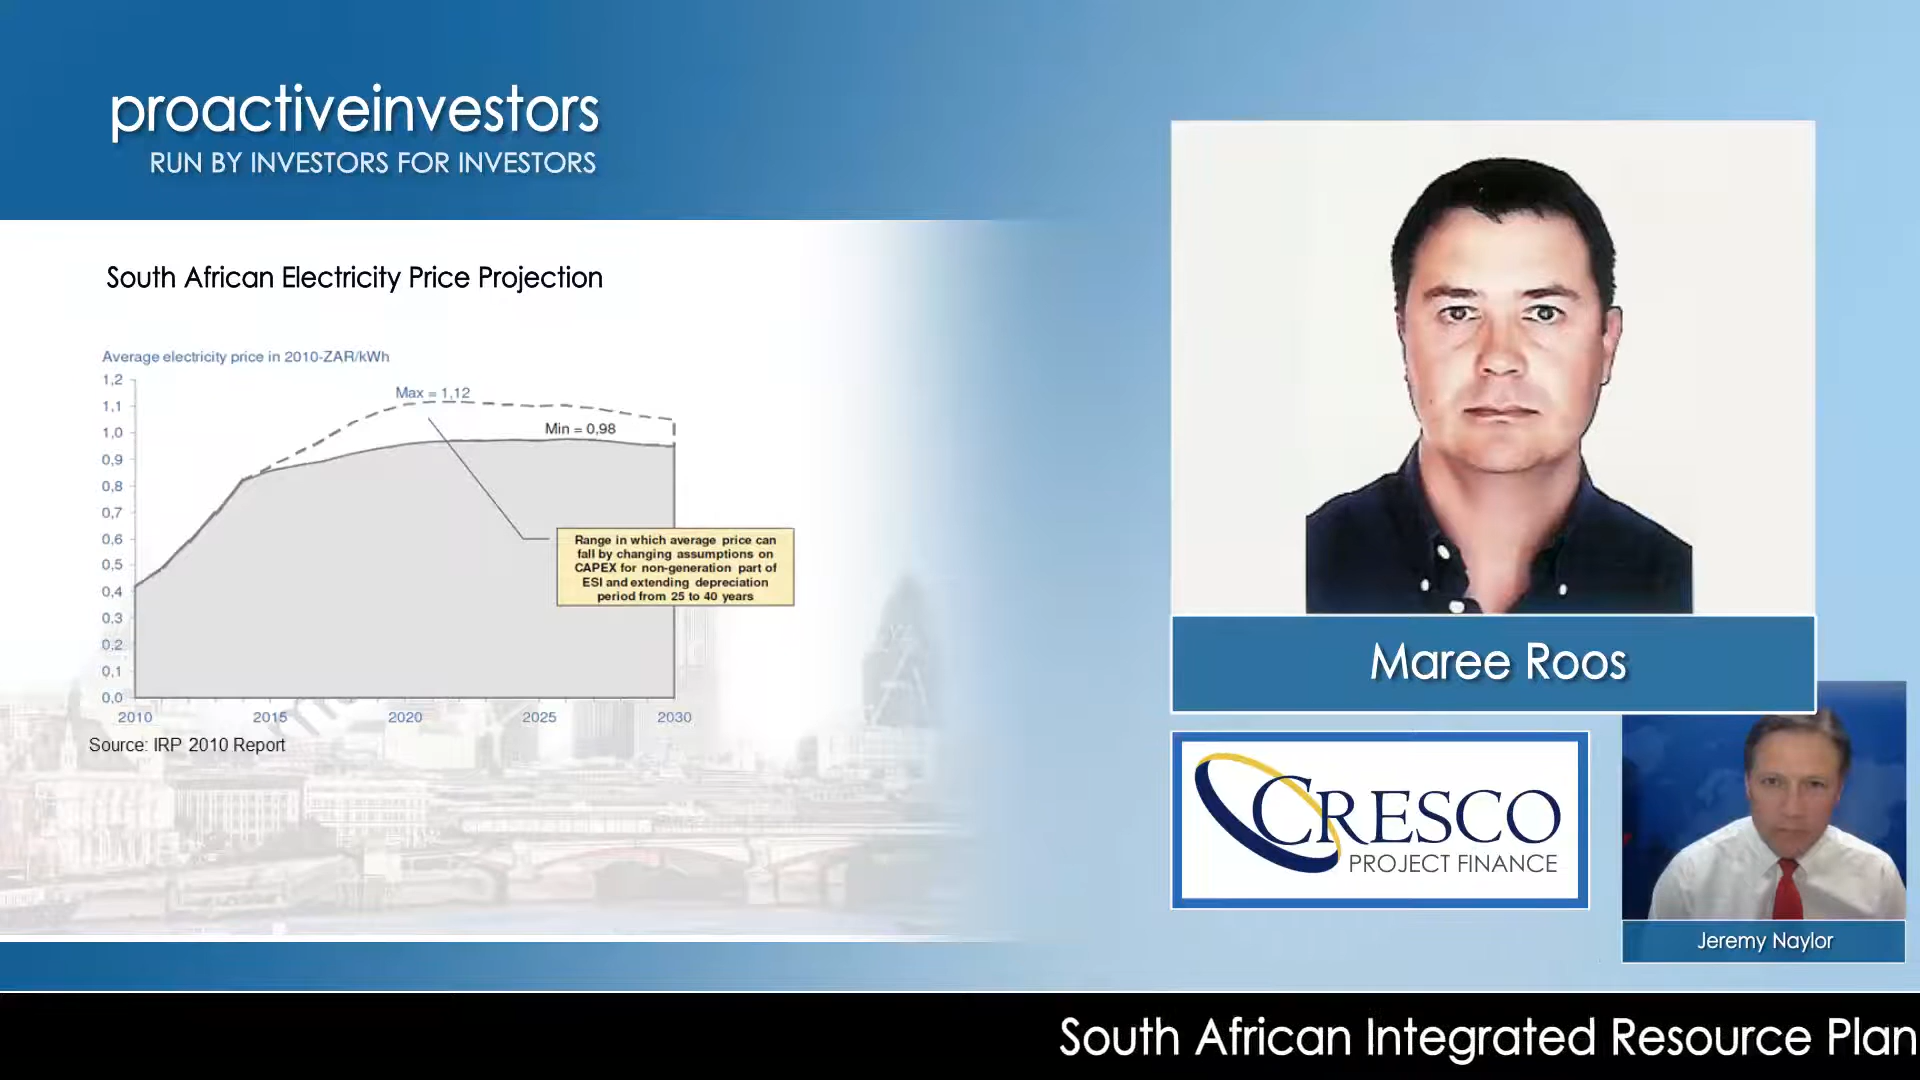 proactiveinvestors
RUN BY INVESTORS FOR INVESTORS
South African Electricity Price Projection
Average electricity price in 2010-ZAR/kWh
1,2
1,1
1,0
0,9
0,8
0,7
0,6
0,5
0,4
0,3
0,2
0,1
0,0
Max = 1,12
Min = 0,98
Range in which average price can
fall by changing assumptions on
CAPEX for non-generation part of
ESI and extending depreciation
period from 25 to 40 years
2010 2015 2020 2025 2030
Source: IRP 2010 Report
Maree Roos
CRESCO
PROJECT FINANCE
Jeremy Naylor
South African Integrated Resource Plan